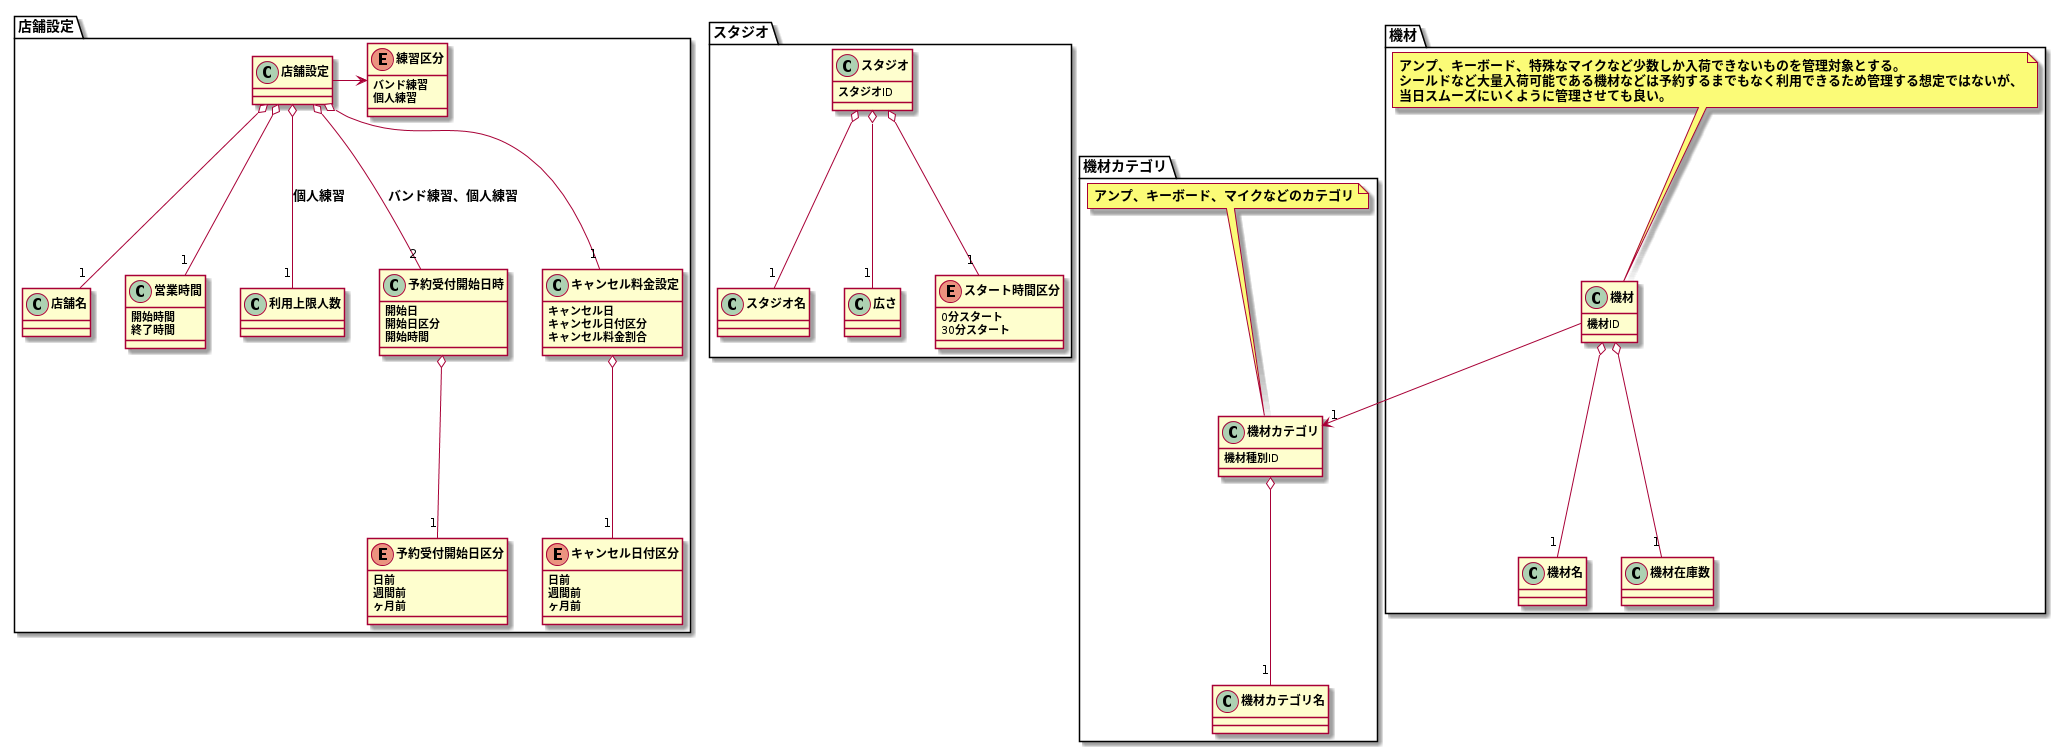 店舗設定
C 店舗設定
E 練習区分
バンド練習
個人練習
個人練習
バンド練習、個人練習
1
1
1
2
1
C 店舗名
C 営業時間
開始時間
終了時間
C 利用上限人数
C 予約受付開始日時
開始日
開始日区分
開始時間
C キャンセル料金設定
キャンセル日
キャンセル日付区分
キャンセル料金割合
1
1
E 予約受付開始日区分
日前
週間前
ヶ月前
E キャンセル日付区分
日前
週間前
ヶ月前
スタジオ
C スタジオ
スタジオID
1
1
1
C スタジオ名
C 広さ
E スタート時間区分
0分スタート
30分スタート
機材カテゴリ
アンプ、キーボード、マイクなどのカテゴリ
1
C 機材カテゴリ
機材種別ID
1
C 機材カテゴリ名
機材
アンプ、キーボード、特殊なマイクなど少数しか入荷できないものを管理対象とする。
シールドなど大量入荷可能である機材などは予約するまでもなく利用できるため管理する想定ではないが、
当日スムーズにいくように管理させても良い。
C 機材
機材ID
1
1
C 機材名
C 機材在庫数